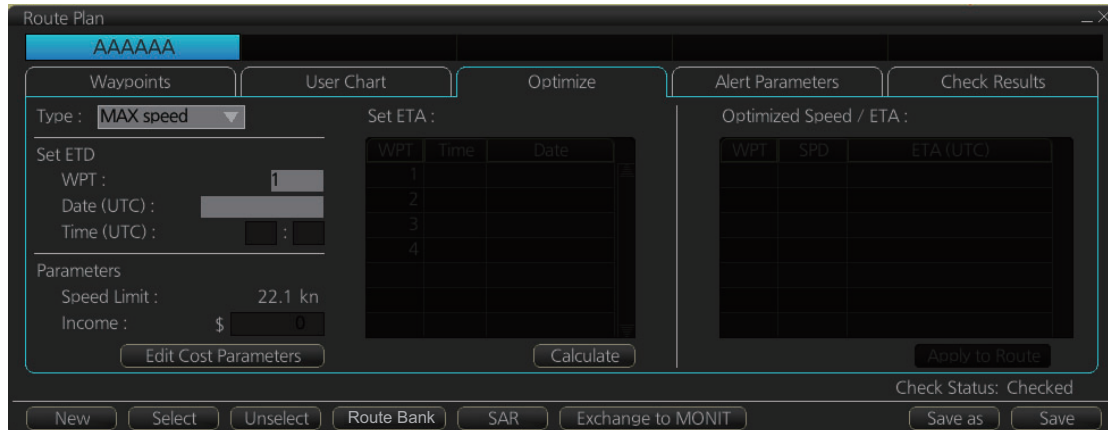 Route Plan
AAAAAA
Waypoints User Chart Optimize Alert Parameters Check Results
Type : MAX speed Set ETA : Optimized Speed / ETA :
Set ETD WPT Time Date WPT SPD ETA (UTC)
WPT : 1 1
Date (UTC) : 2
Time (UTC) : : 3
4
Parameters
Speed Limit : 22.1 kn
Income : $ 0
Edit Cost Parameters Calculate Apply to Route
Check Status: Checked
New Select Unselect Route Bank SAR Exchange to MONIT Save as Save